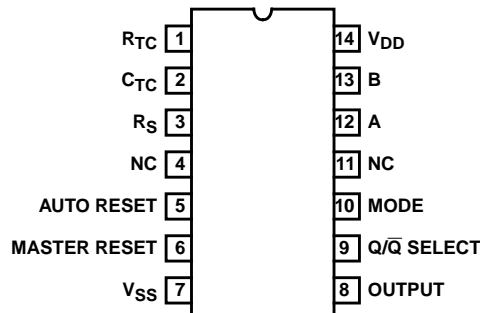 R_TC 1 14 V_DD
C_TC 2 13 B
R_S 3 12 A
NC 4 11 NC
AUTO RESET 5 10 MODE
MASTER RESET 6 9 Q/Q̅ SELECT
V_SS 7 8 OUTPUT